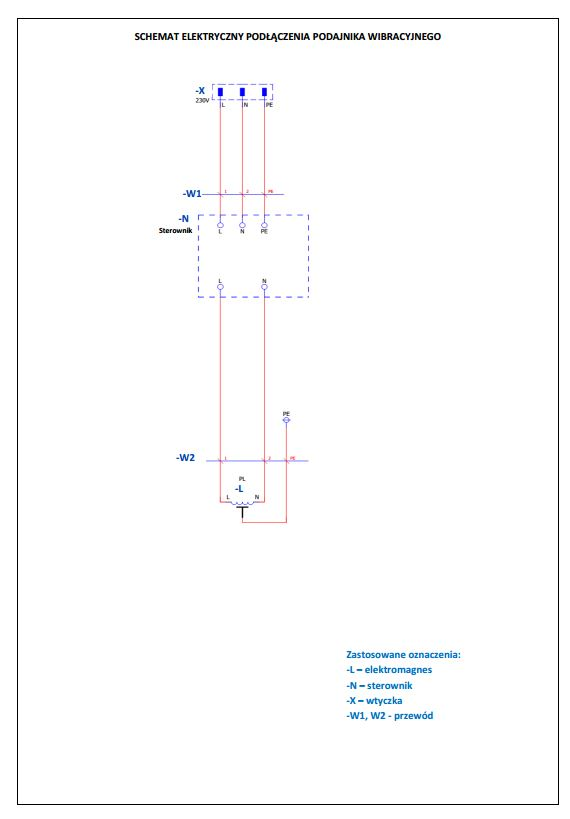 SCHEMAT ELEKTRYCZNY PODŁĄCZENIA PODAJNIKA WIBRACYJNEGO
-X
230V
L N PE
-W1 1 2 PE
-N
Sterownik
L N PE
L N
PE
-W2 1 2 PE
PL
-L
L N
Zastosowane oznaczenia:
-L – elektromagnes
-N – sterownik
-X – wtyczka
-W1, W2 - przewód